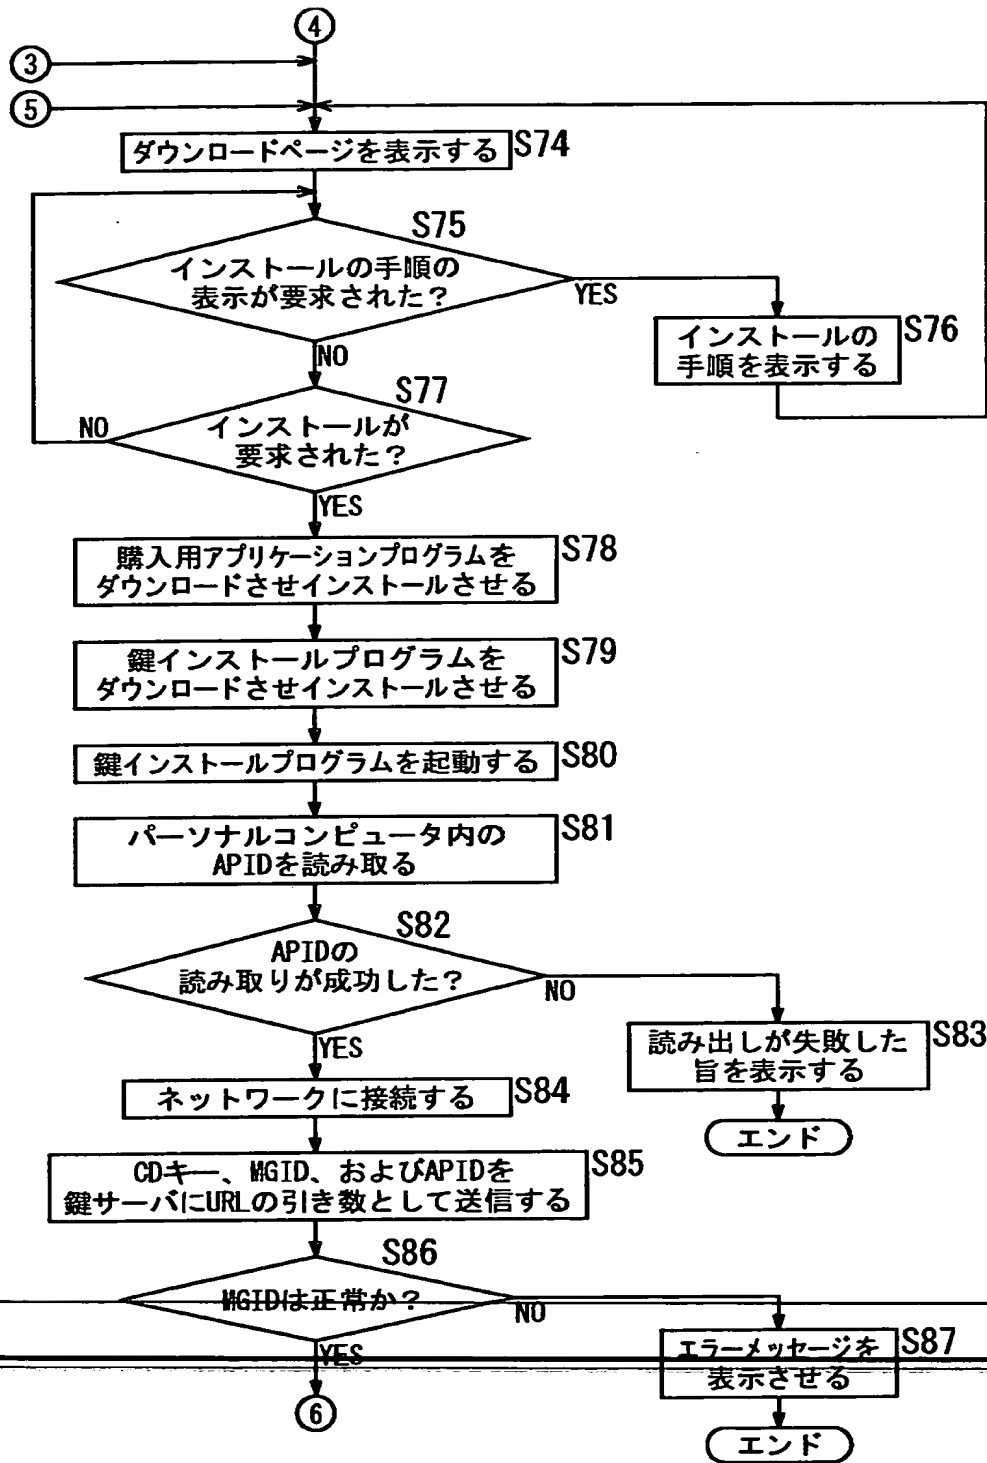 ④
③
⑤
ダウンロードページを表示する
S74
S75
インストールの手順の
表示が要求された？
YES
NO
インストールの
手順を表示する
S76
S77
インストールが
要求された？
NO
YES
購入用アプリケーションプログラムを
ダウンロードさせインストールさせる
S78
鍵インストールプログラムを
ダウンロードさせインストールさせる
S79
鍵インストールプログラムを起動する
S80
パーソナルコンピュータ内の
APIDを読み取る
S81
S82
APIDの
読み取りが成功した？
NO
YES
読み出しが失敗した
旨を表示する
S83
エンド
ネットワークに接続する
S84
CDキー、MGID、およびAPIDを
鍵サーバにURLの引き数として送信する
S85
S86
MGIDは正常か？
NO
YES
エラーメッセージを
表示させる
S87
⑥
エンド